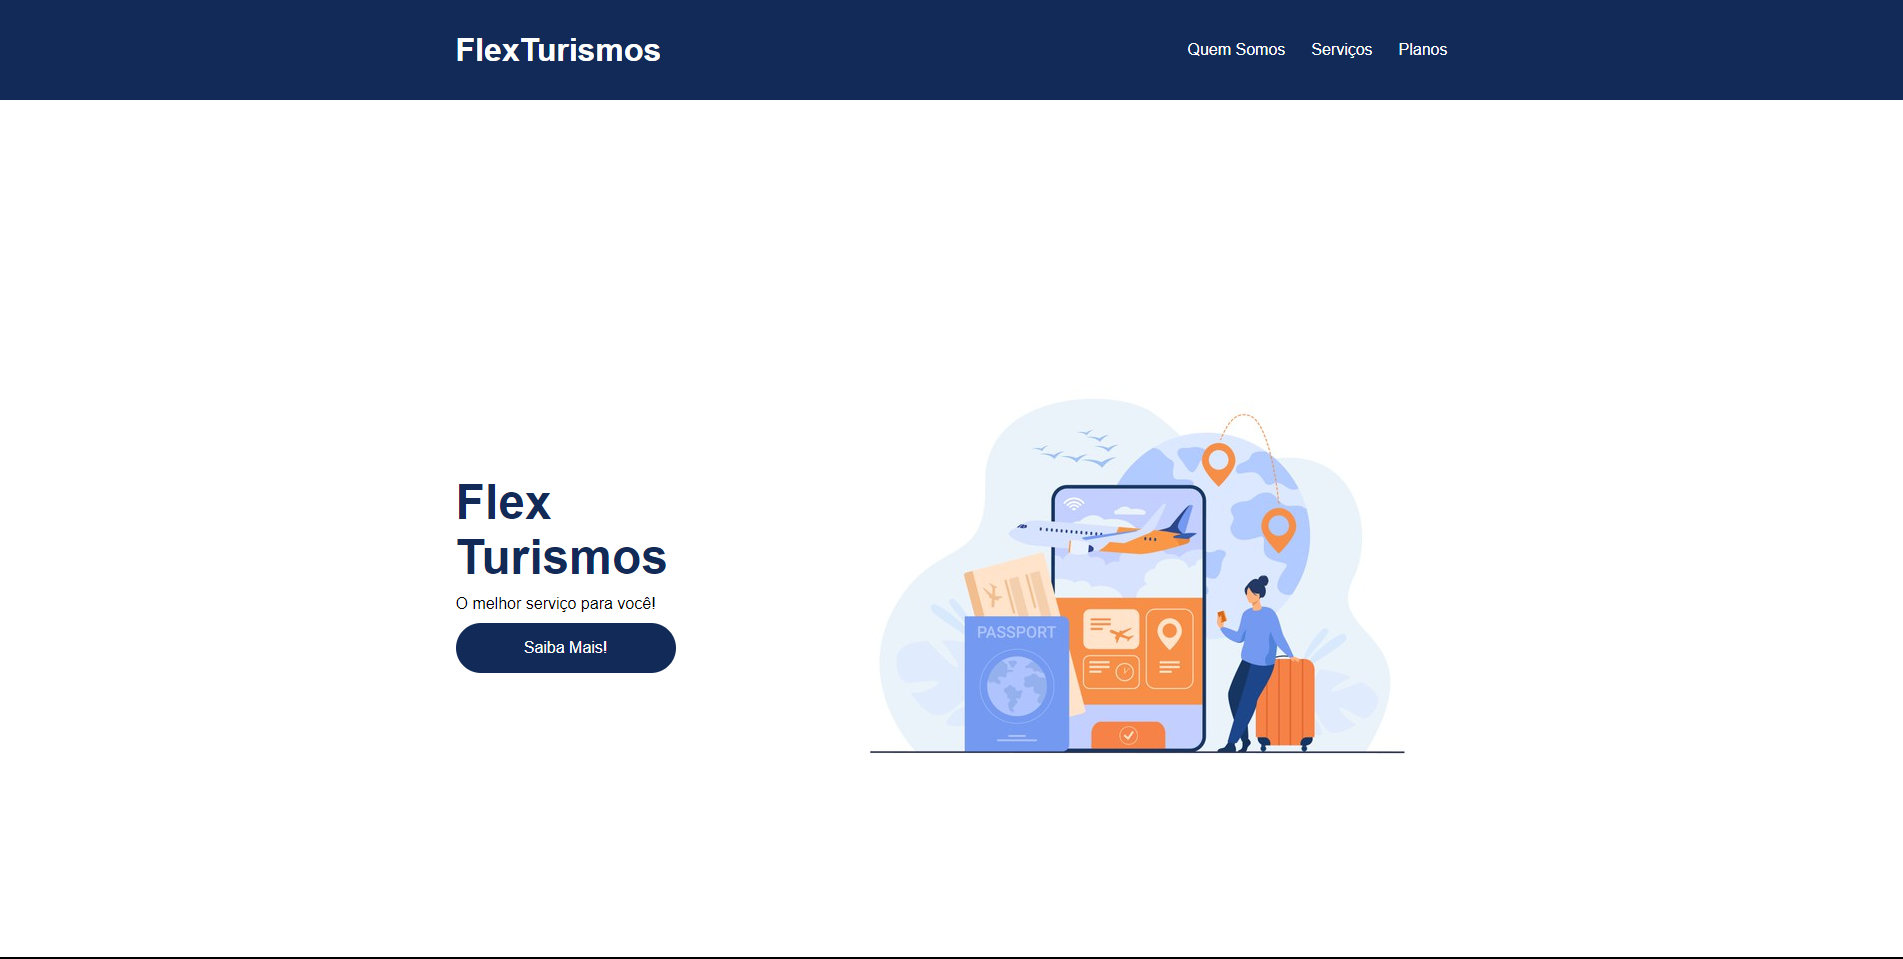 FlexTurismos
Quem Somos Serviços Planos
Flex
Turismos
O melhor serviço para você!
Saiba Mais!
PASSPORT